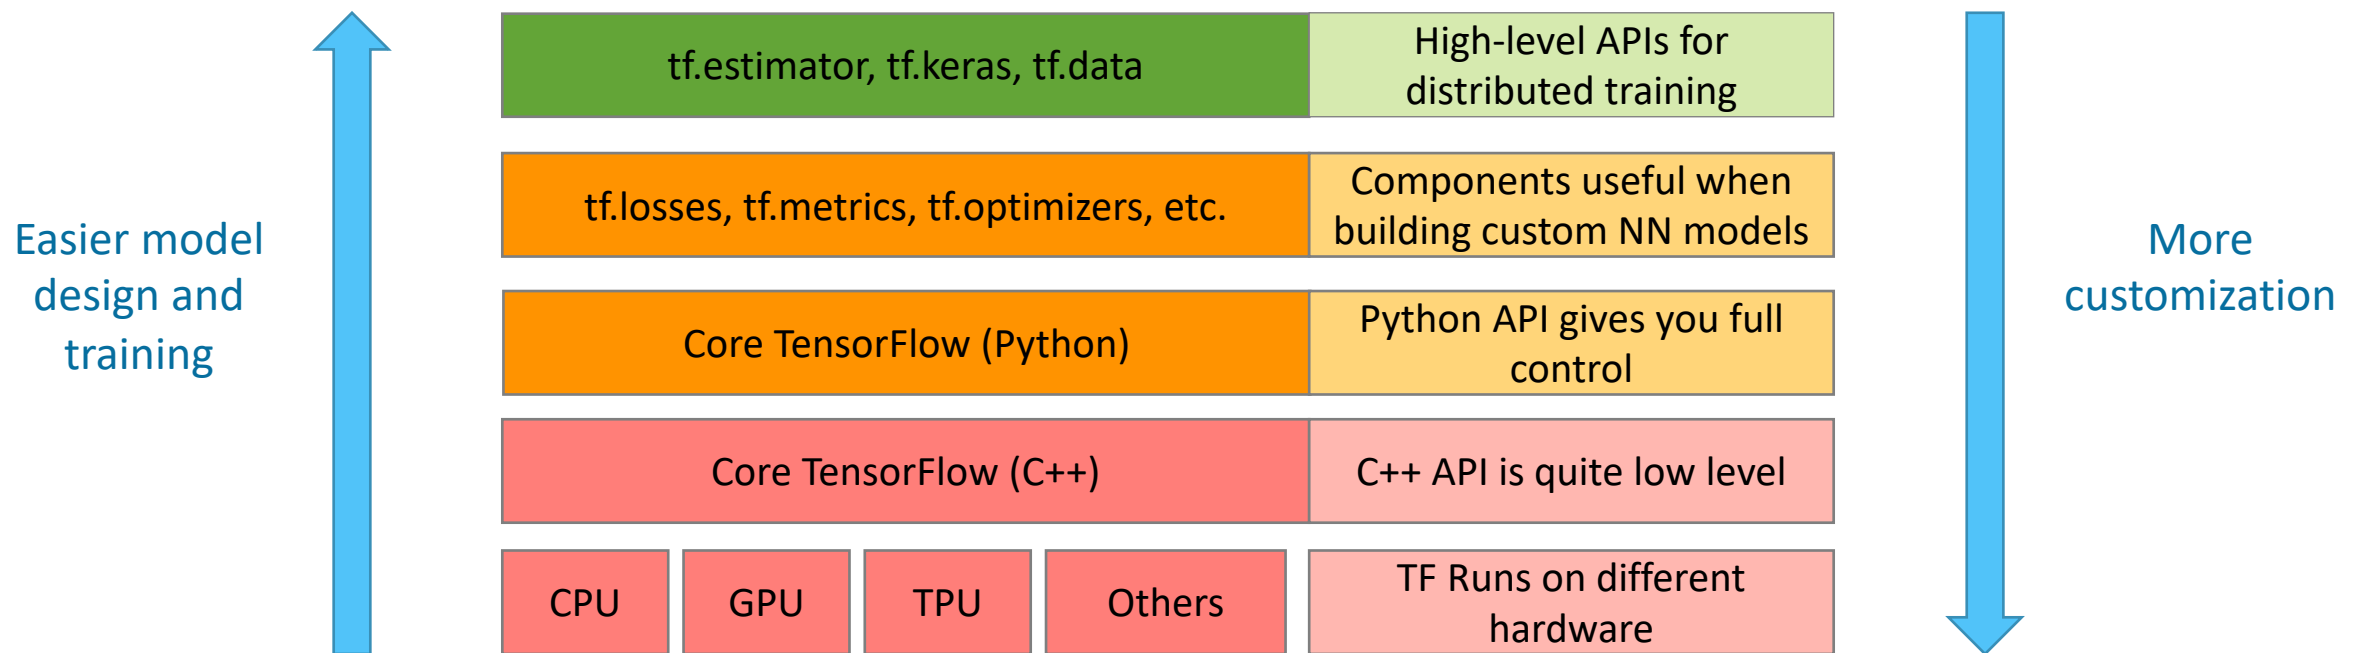 tf.estimator, tf.keras, tf.data
High-level APIs for
distributed training
tf.losses, tf.metrics, tf.optimizers, etc.
Components useful when
building custom NN models
Easier model
design and
training
More
customization
Core TensorFlow (Python)
Python API gives you full
control
Core TensorFlow (C++)
C++ API is quite low level
CPU
GPU
TPU
Others
TF Runs on different
hardware